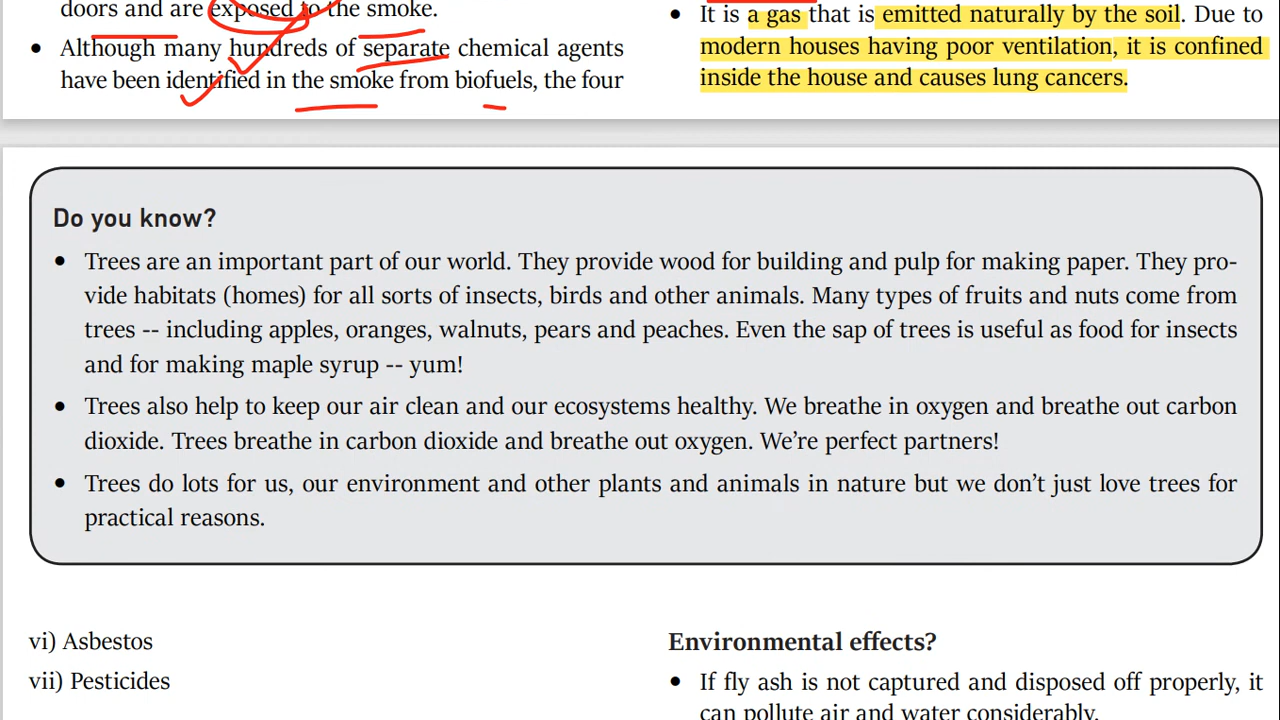 doors and are exposed to the smoke.
• Although many hundreds of separate chemical agents
have been identified in the smoke from biofuels, the four
• It is a gas that is emitted naturally by the soil. Due to
modern houses having poor ventilation, it is confined
inside the house and causes lung cancers.
Do you know?
• Trees are an important part of our world. They provide wood for building and pulp for making paper. They pro-
vide habitats (homes) for all sorts of insects, birds and other animals. Many types of fruits and nuts come from
trees -- including apples, oranges, walnuts, pears and peaches. Even the sap of trees is useful as food for insects
and for making maple syrup -- yum!
• Trees also help to keep our air clean and our ecosystems healthy. We breathe in oxygen and breathe out carbon
dioxide. Trees breathe in carbon dioxide and breathe out oxygen. We’re perfect partners!
• Trees do lots for us, our environment and other plants and animals in nature but we don’t just love trees for
practical reasons.
vi) Asbestos
vii) Pesticides
Environmental effects?
• If fly ash is not captured and disposed off properly, it
can pollute air and water considerably.